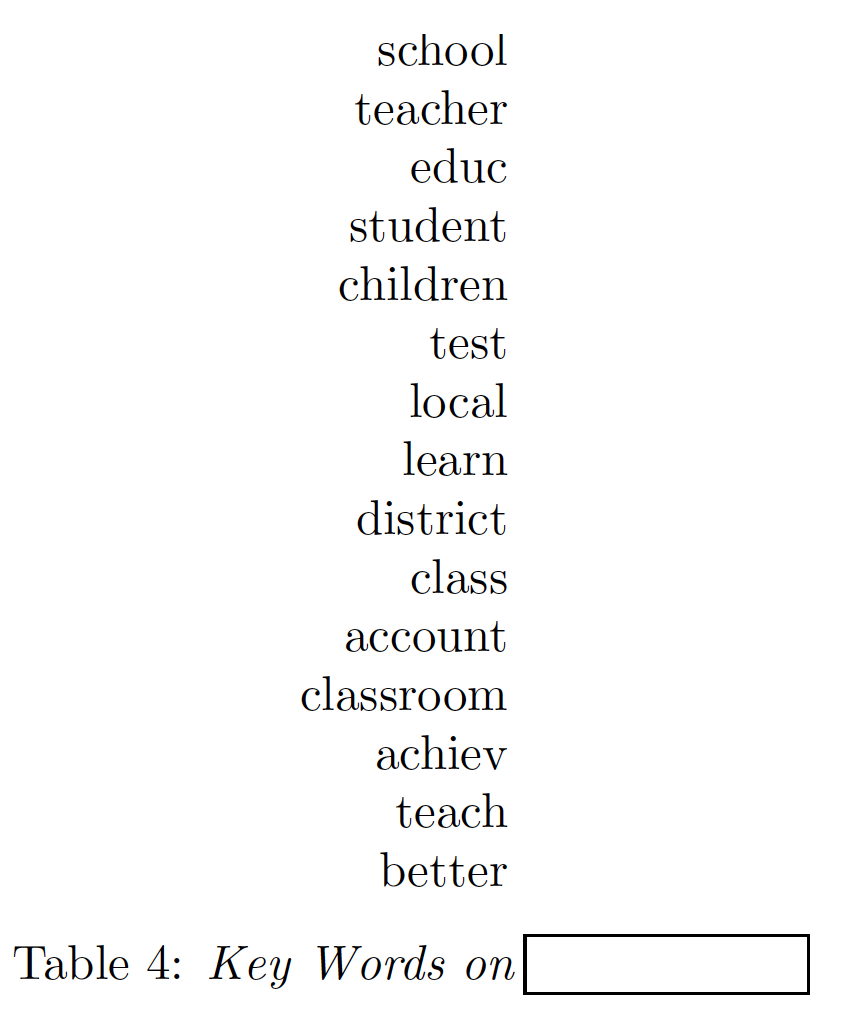 school
teacher
educ
student
children
test
local
learn
district
class
account
classroom
achiev
teach
better
Table 4: Key Words on